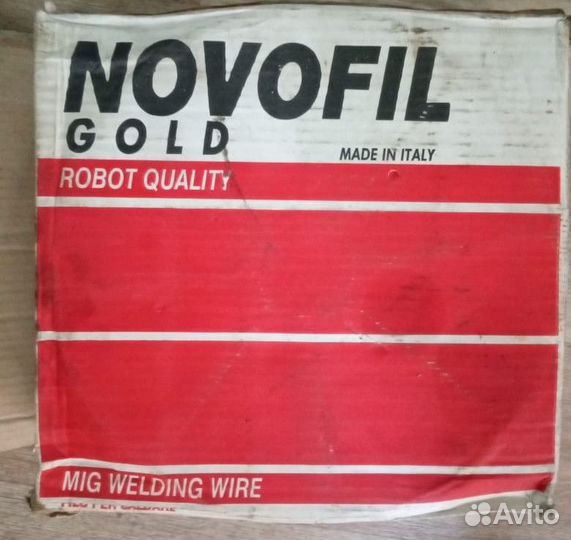 NOVOFIL
GOLD
MADE IN ITALY
ROBOT QUALITY
MIG WELDING WIRE
Avito